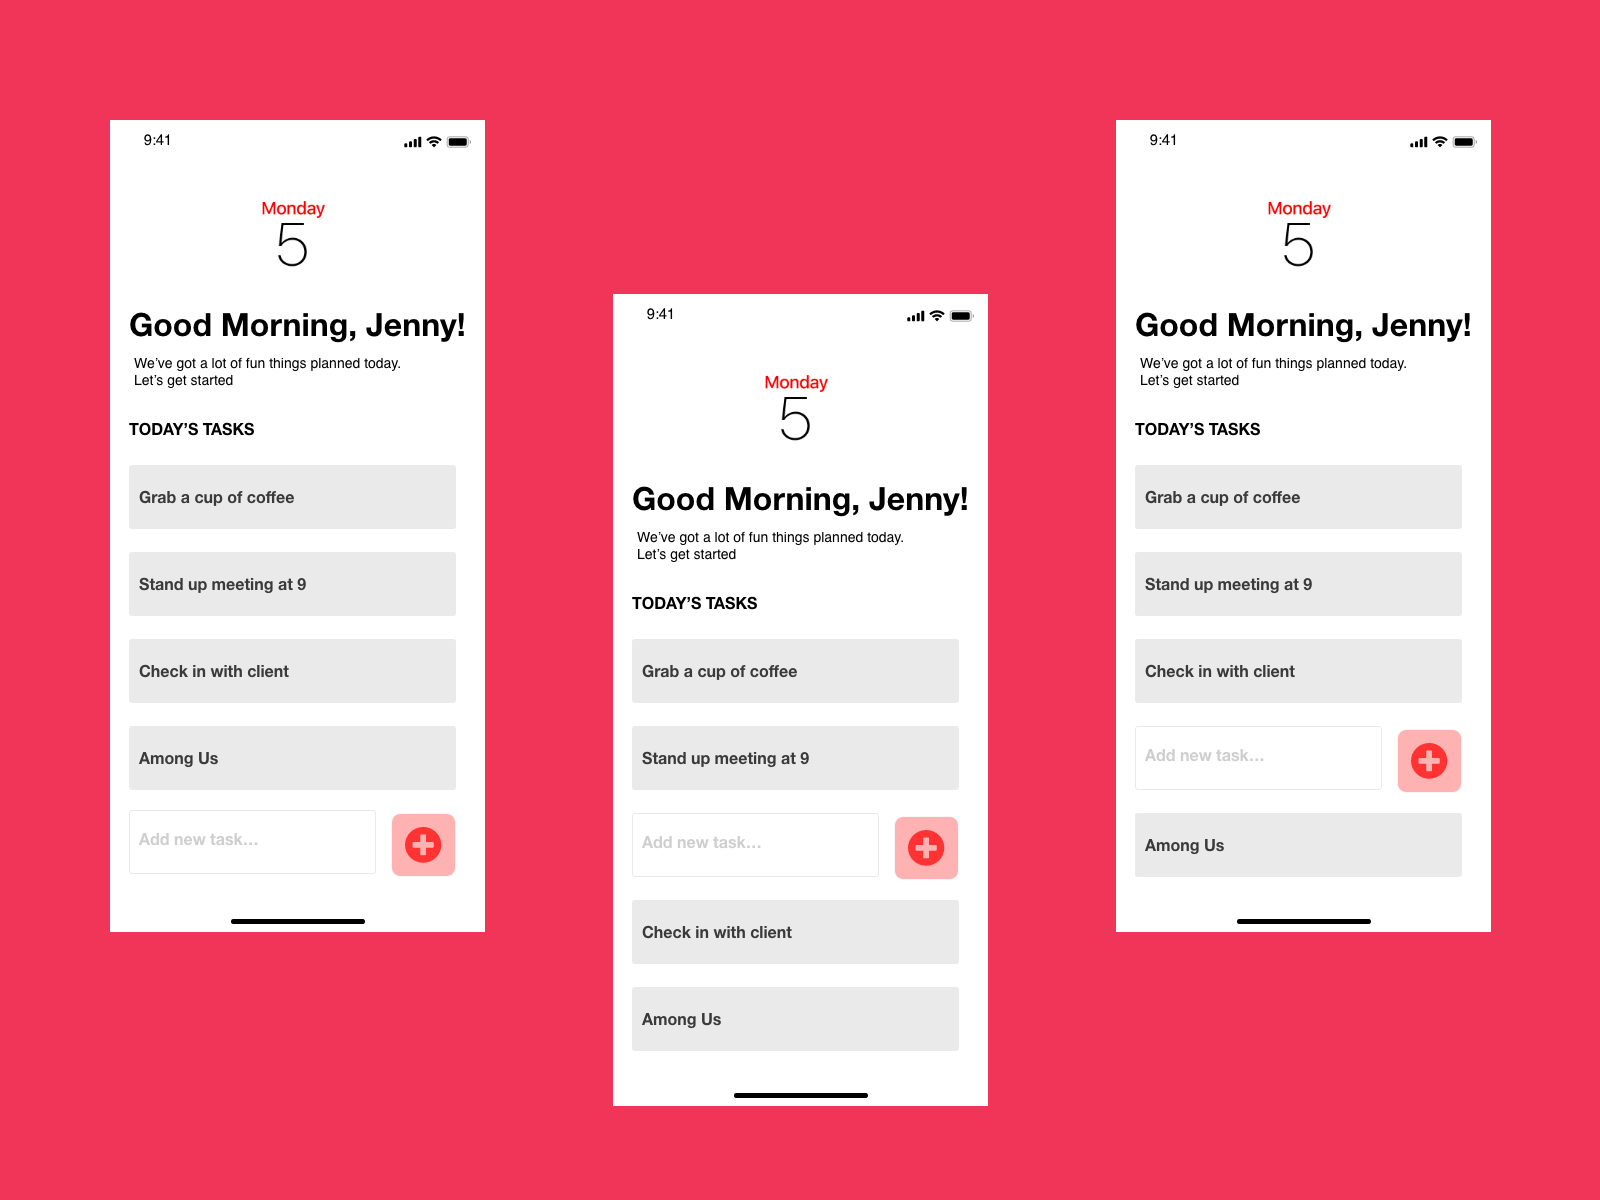 9:41
Monday
5
Good Morning, Jenny!
We’ve got a lot of fun things planned today.
Let’s get started
TODAY’S TASKS
Grab a cup of coffee
Stand up meeting at 9
Check in with client
Among Us
Add new task...
9:41
Monday
5
Good Morning, Jenny!
We’ve got a lot of fun things planned today.
Let’s get started
TODAY’S TASKS
Grab a cup of coffee
Stand up meeting at 9
Add new task...
Check in with client
Among Us
9:41
Monday
5
Good Morning, Jenny!
We’ve got a lot of fun things planned today.
Let’s get started
TODAY’S TASKS
Grab a cup of coffee
Stand up meeting at 9
Check in with client
Add new task...
Among Us